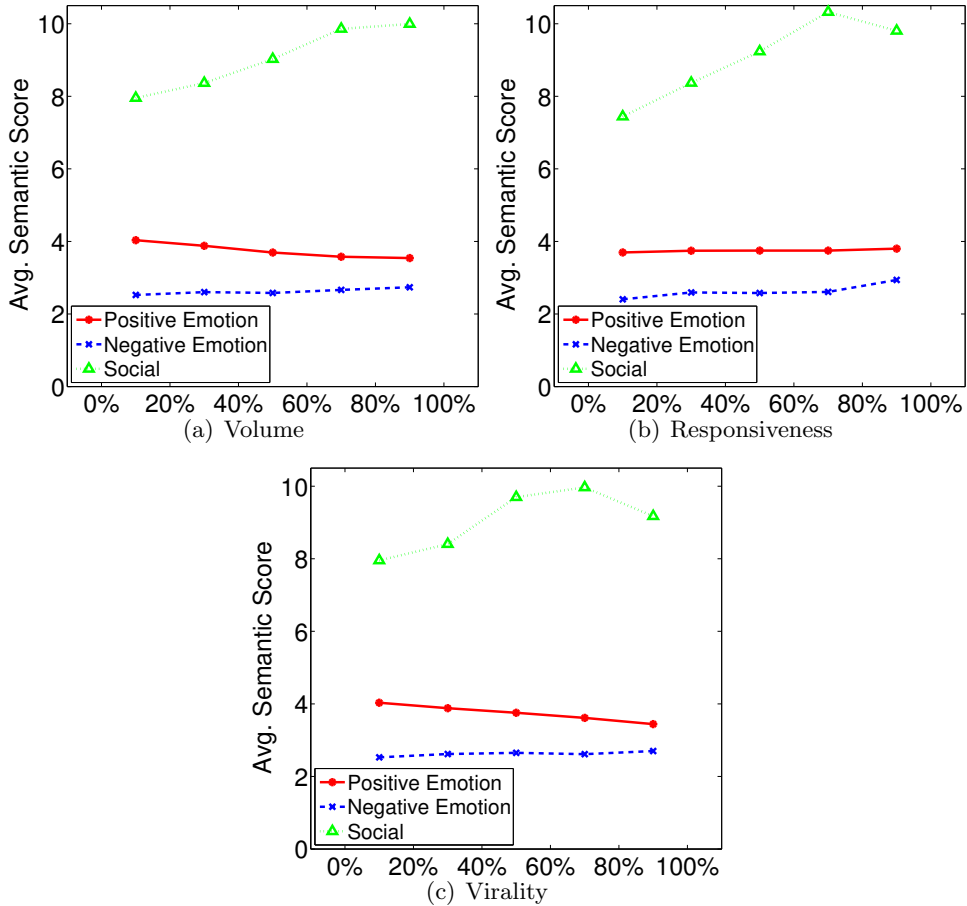 10
8
6
4
2
0
Avg. Semantic Score
Positive Emotion
Negative Emotion
Social
0% 20% 40% 60% 80% 100%
(a) Volume
10
8
6
4
2
0
Avg. Semantic Score
Positive Emotion
Negative Emotion
Social
0% 20% 40% 60% 80% 100%
(b) Responsiveness
10
8
6
4
2
0
Avg. Semantic Score
Positive Emotion
Negative Emotion
Social
0% 20% 40% 60% 80% 100%
(c) Virality